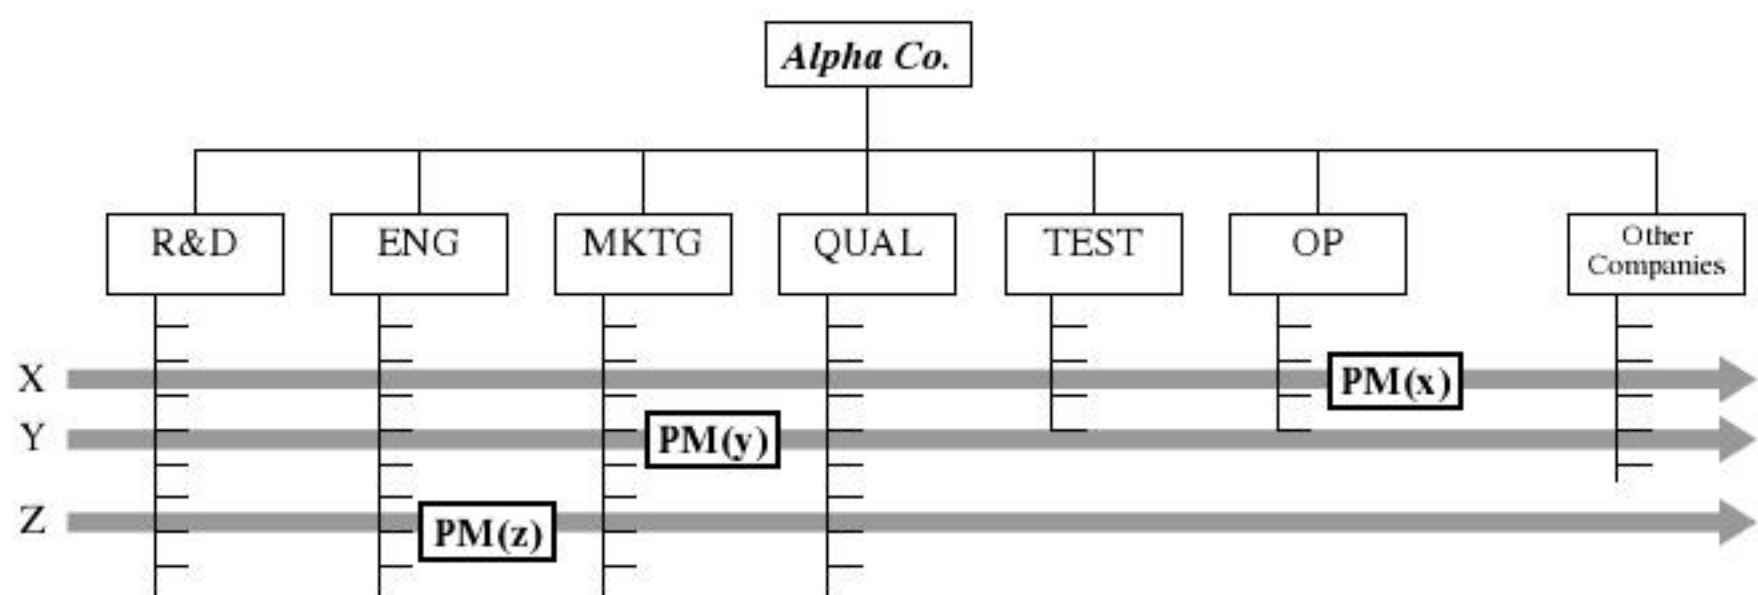 Alpha Co.
R&D
ENG
MKTG
QUAL
TEST
OP
Other
Companies
X
PM(x)
Y
PM(y)
Z
PM(z)